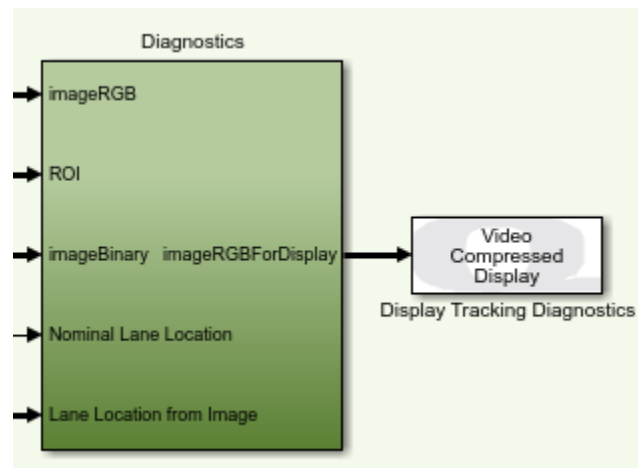 Diagnostics
imageRGB
ROI
imageBinary imageRGBForDisplay
Nominal Lane Location
Lane Location from Image
Video
Compressed
Display
Display Tracking Diagnostics